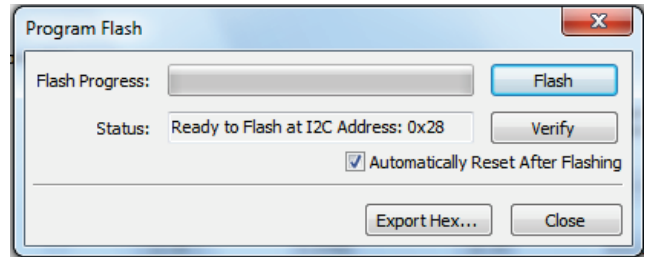 Program Flash
Flash Progress: Flash
Status: Ready to Flash at I2C Address: 0x28 Verify
Automatically Reset After Flashing
Export Hex... Close